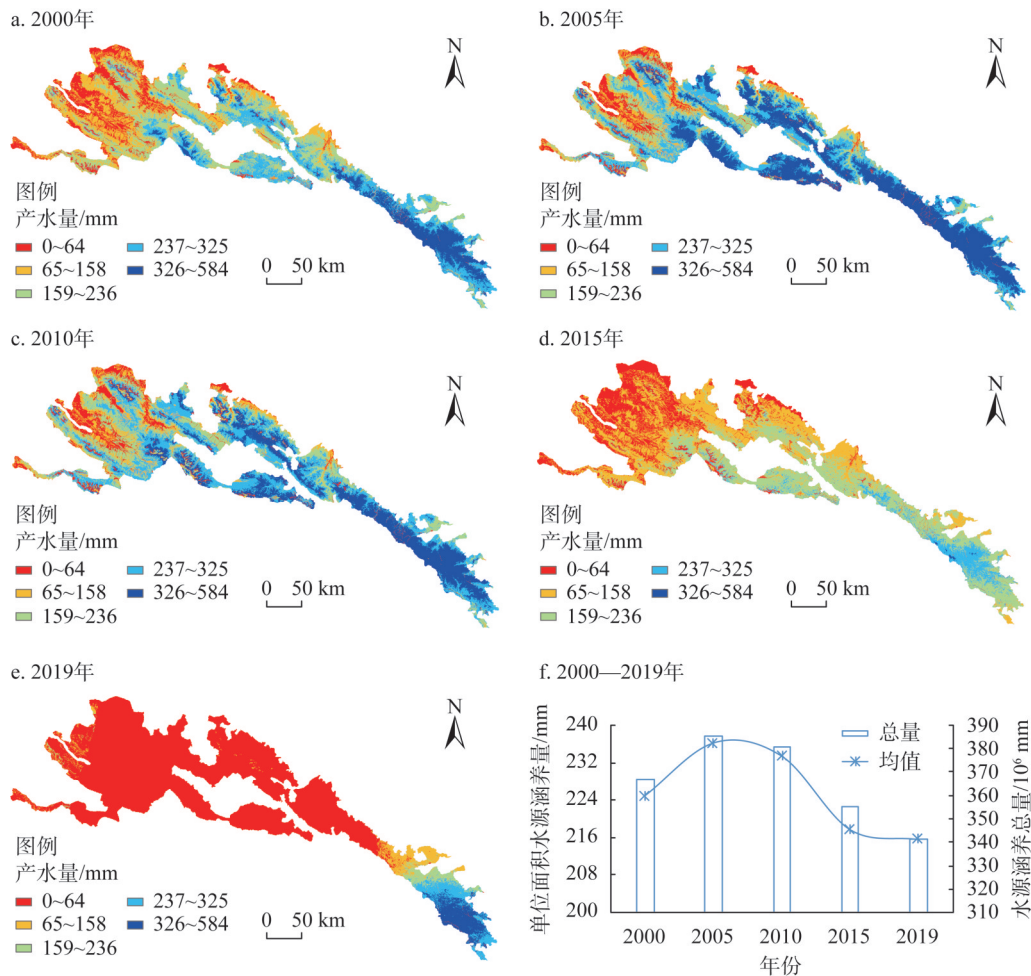 a. 2000年
N
图例
产水量/mm
0~64
237~325
65~158
326~584
159~236
0 50 km
b. 2005年
N
图例
产水量/mm
0~64
237~325
65~158
326~584
159~236
0 50 km
c. 2010年
N
图例
产水量/mm
0~64
237~325
65~158
326~584
159~236
0 50 km
d. 2015年
N
图例
产水量/mm
0~64
237~325
65~158
326~584
159~236
0 50 km
e. 2019年
N
图例
产水量/mm
0~64
237~325
65~158
326~584
159~236
0 50 km
f. 2000—2019年
单位面积水源涵养量/mm
240
232
224
216
208
200
总量
均值
390
380
370
360
350
340
330
320
310
水源涵养总量/10⁶ mm
2000 2005 2010 2015 2019
年份